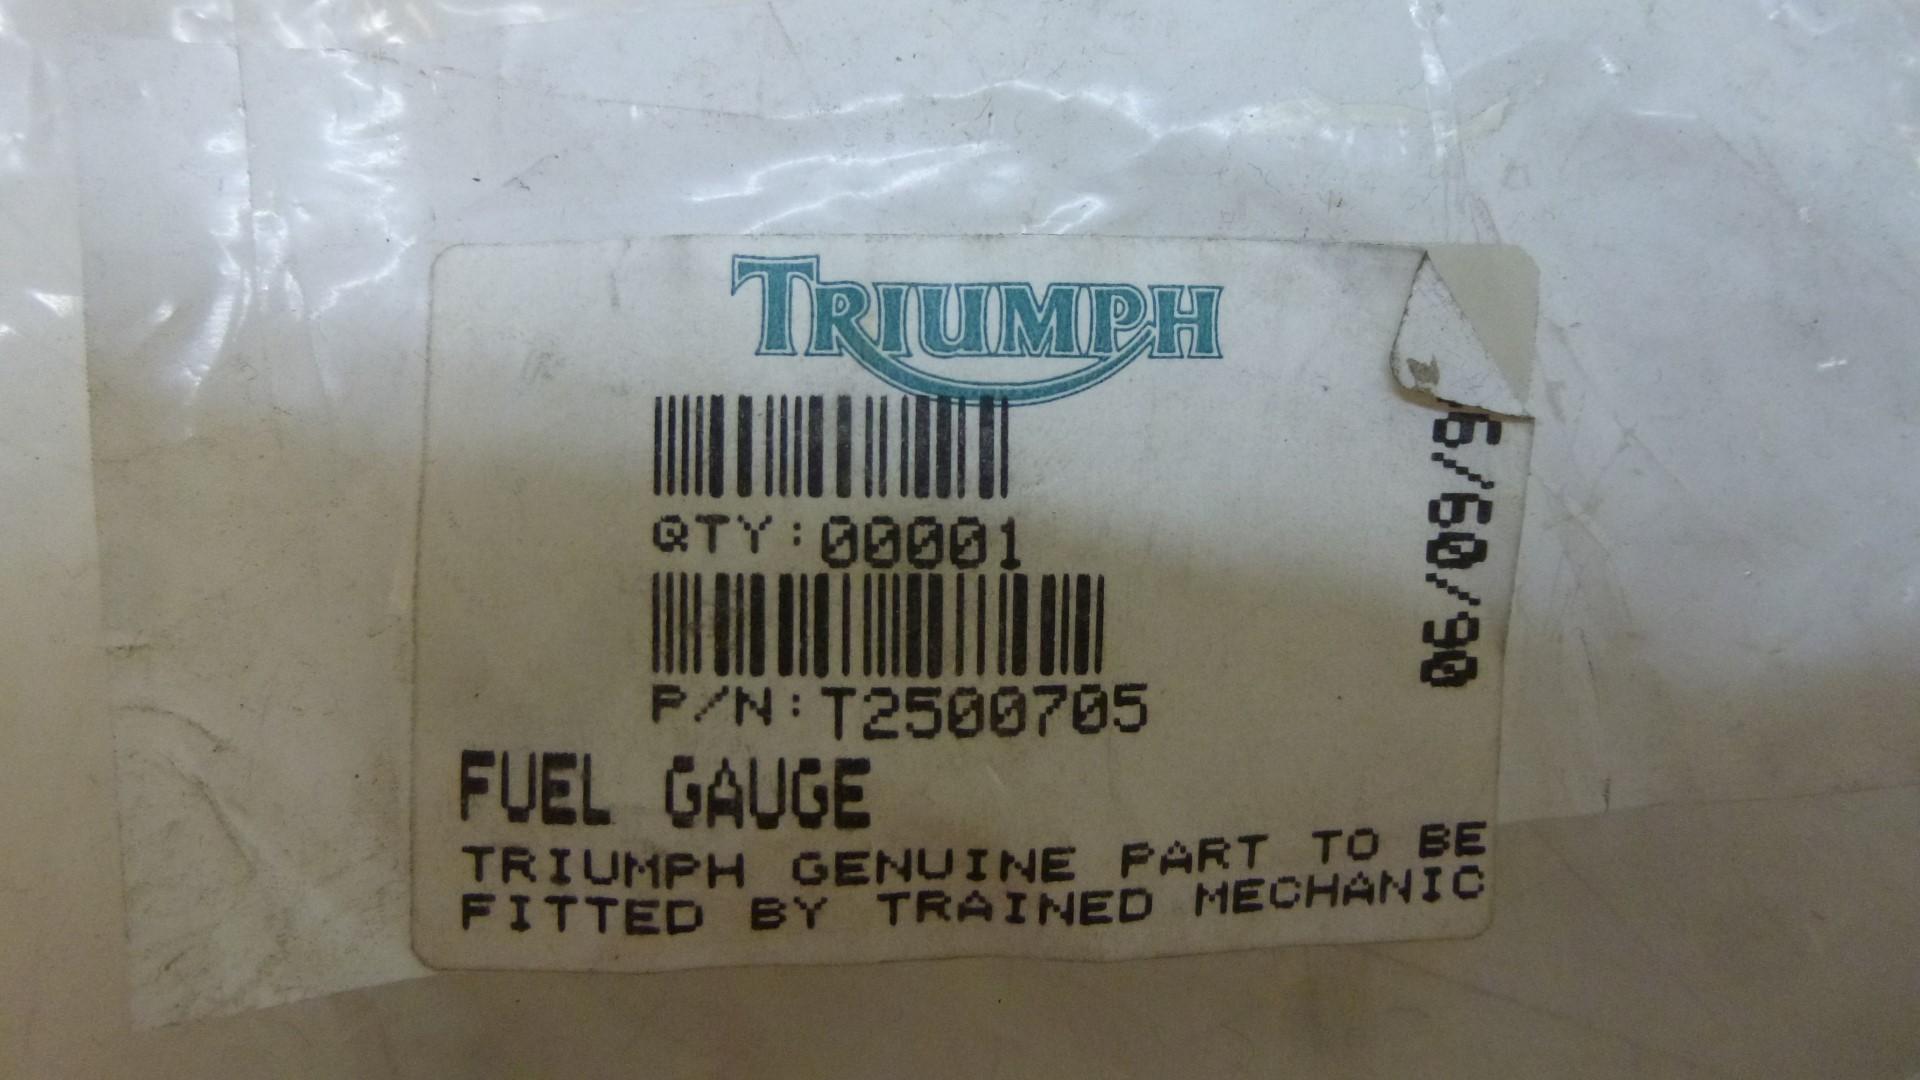 TRIUMPH
QTY:00001
P/N:T2500705
FUEL GAUGE
TRIUMPH GENUINE PART TO BE
FITTED BY TRAINED MECHANIC
06/09/9